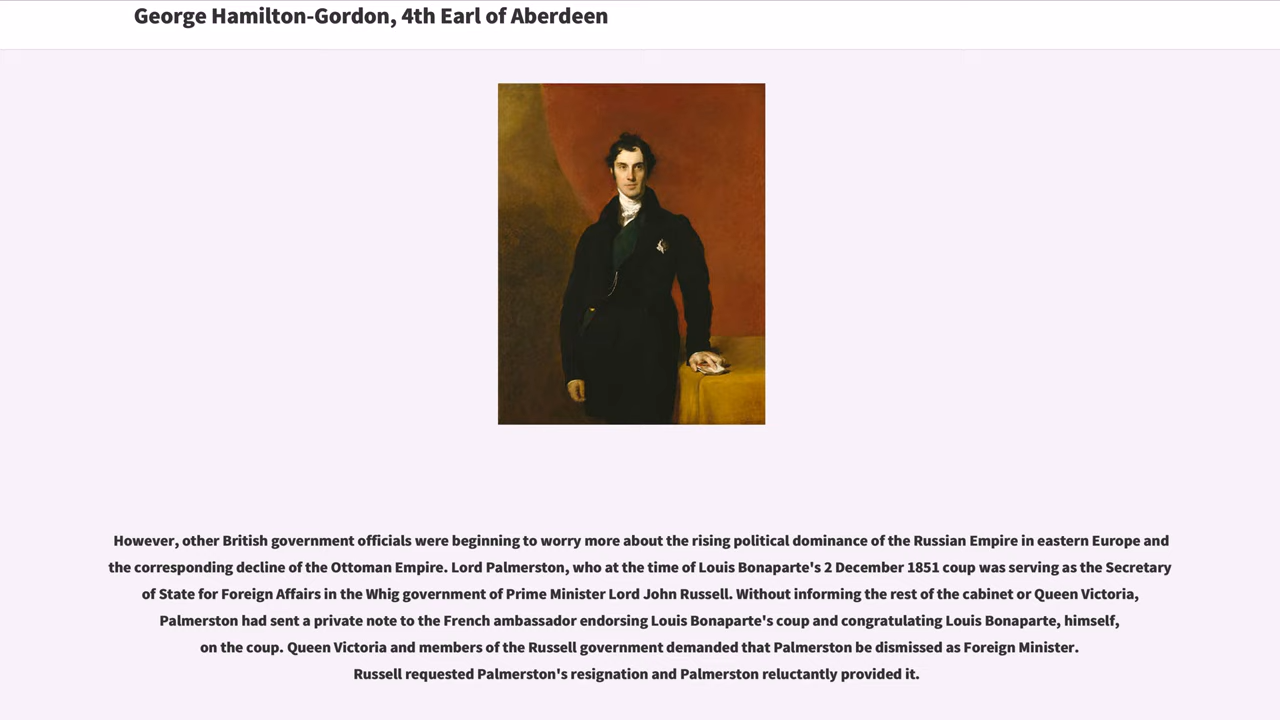 George Hamilton-Gordon, 4th Earl of Aberdeen
However, other British government officials were beginning to worry more about the rising political dominance of the Russian Empire in eastern Europe and
the corresponding decline of the Ottoman Empire. Lord Palmerston, who at the time of Louis Bonaparte's 2 December 1851 coup was serving as the Secretary
of State for Foreign Affairs in the Whig government of Prime Minister Lord John Russell. Without informing the rest of the cabinet or Queen Victoria,
Palmerston had sent a private note to the French ambassador endorsing Louis Bonaparte's coup and congratulating Louis Bonaparte, himself,
on the coup. Queen Victoria and members of the Russell government demanded that Palmerston be dismissed as Foreign Minister.
Russell requested Palmerston's resignation and Palmerston reluctantly provided it.